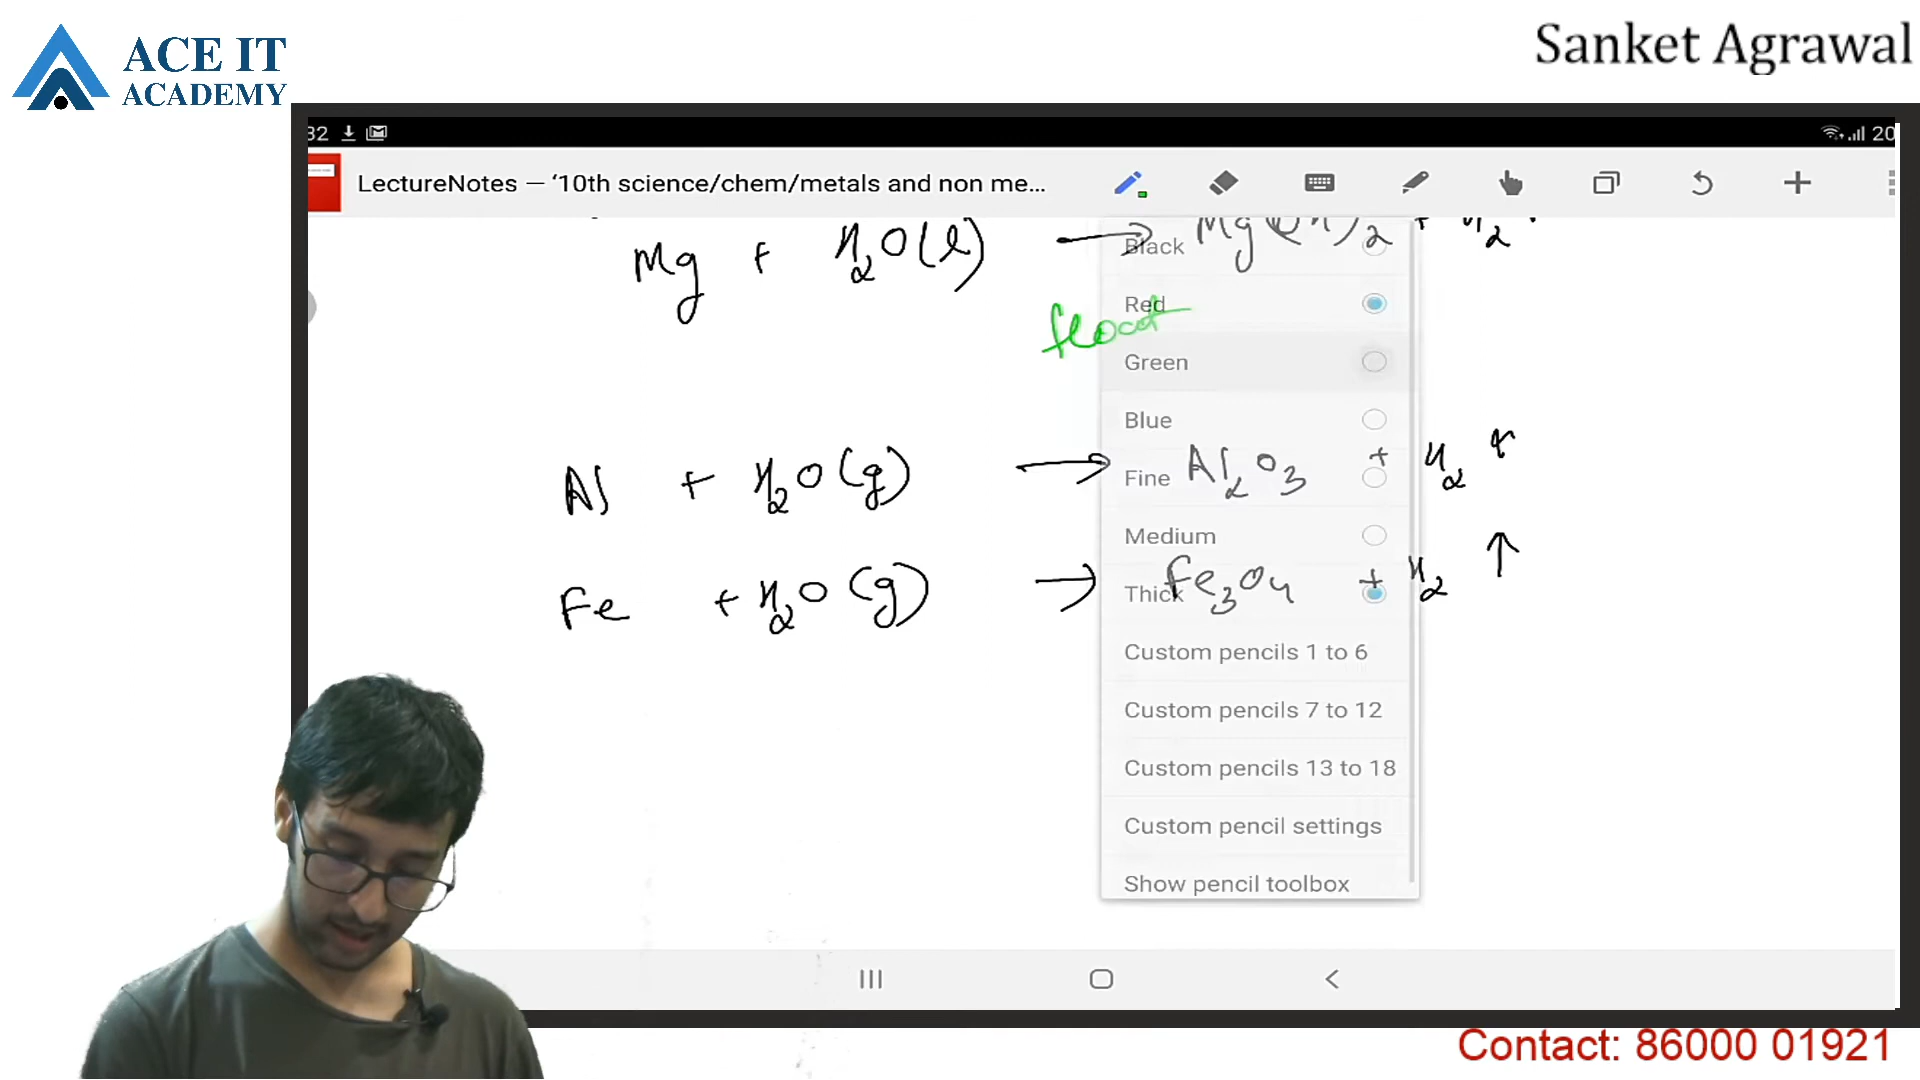 ACE IT
ACADEMY
Sanket Agrawal
32
20
LectureNotes — ‘10th science/chem/metals and non me...
Mg + H2O(l) → Mg(OH)2 + H2 ↑
Black
Red
float
Green
Blue
Al + H2O(g) → Al2O3 + H2 ↑
Fine
Medium
Fe + H2O(g) → Fe3O4 + H2 ↑
Thick
Custom pencils 1 to 6
Custom pencils 7 to 12
Custom pencils 13 to 18
Custom pencil settings
Show pencil toolbox
Contact: 86000 01921